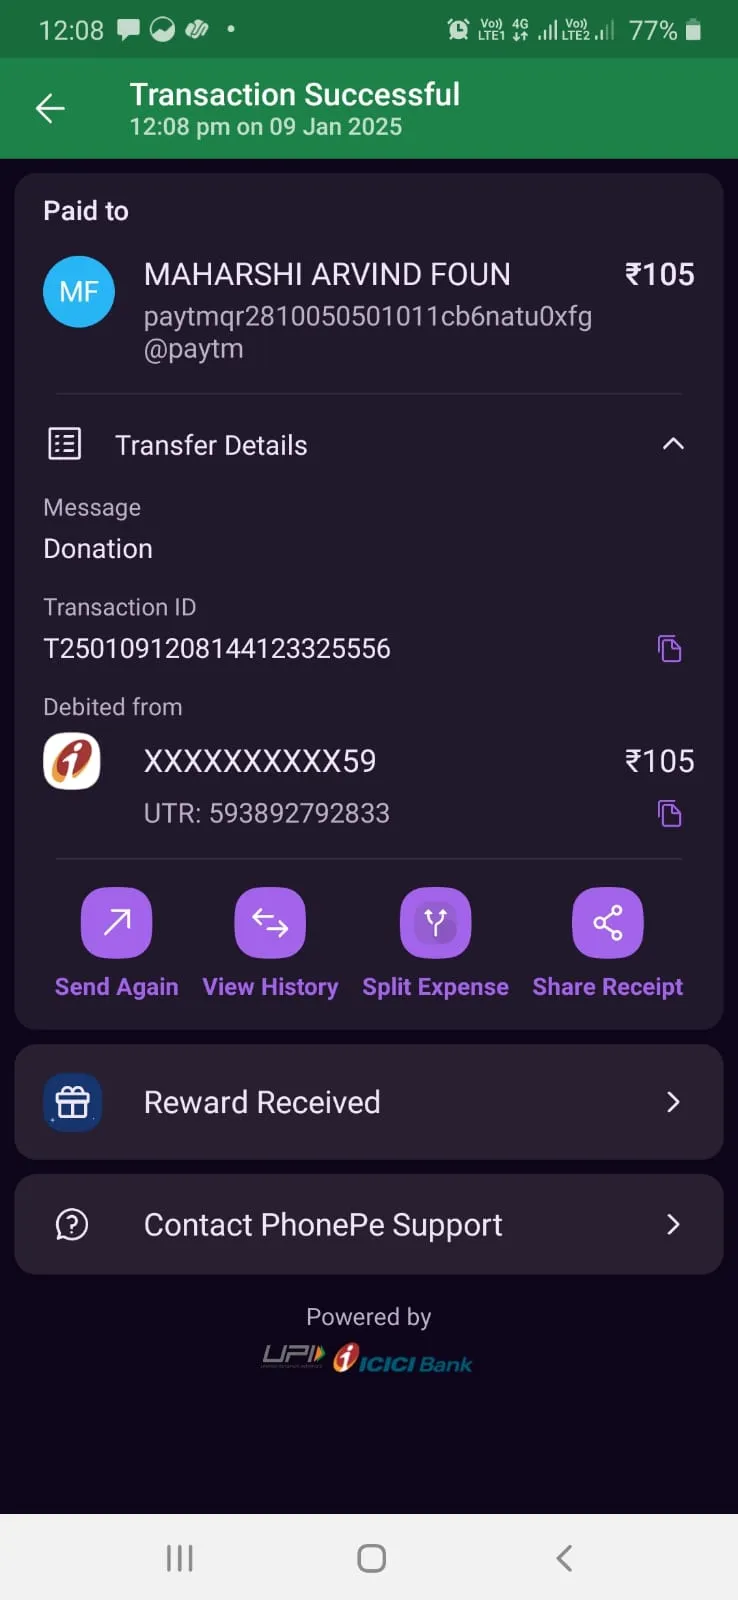 12:08
Vo)) 4G Vo))
LTE1 LTE2 77%
Transaction Successful
12:08 pm on 09 Jan 2025
Paid to
MF
MAHARSHI ARVIND FOUN ₹105
paytmqr2810050501011cb6natu0xfg
@paytm
Transfer Details
Message
Donation
Transaction ID
T2501091208144123325556
Debited from
XXXXXXXXXX59 ₹105
UTR: 593892792833
Send Again View History Split Expense Share Receipt
Reward Received
Contact PhonePe Support
Powered by
UPI ICICI Bank